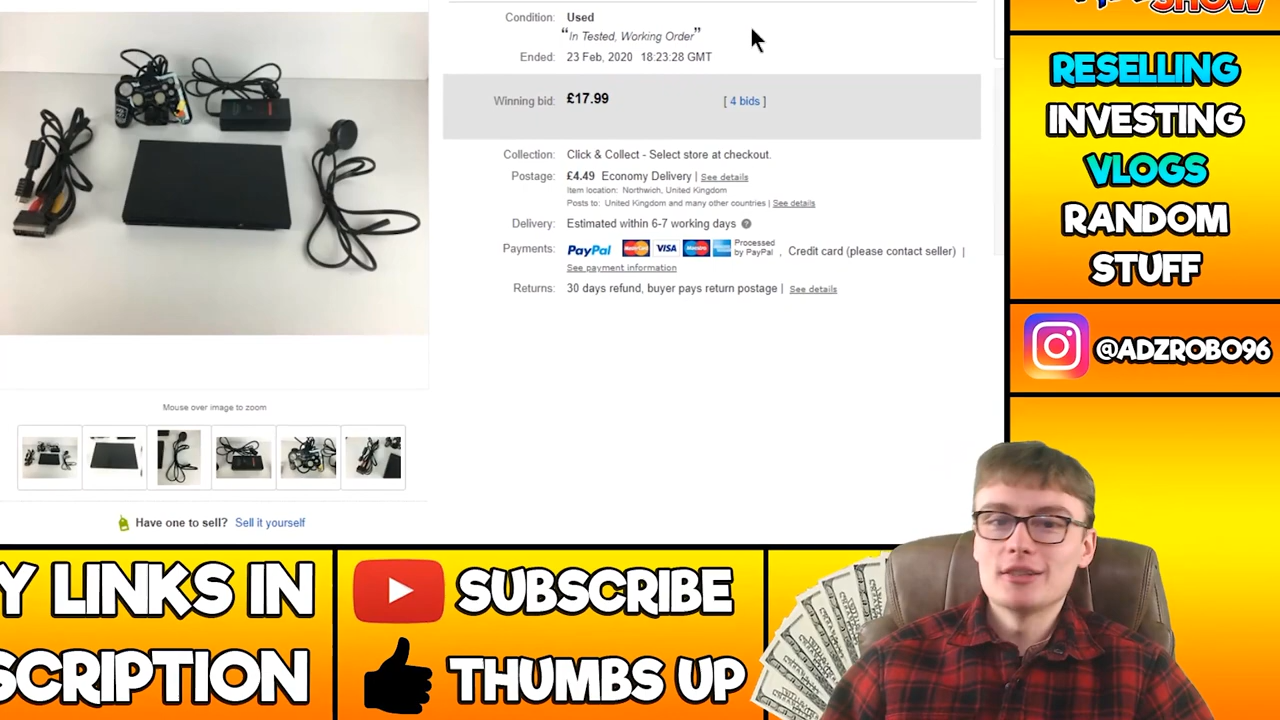 SHOW
Condition: Used
“In Tested, Working Order”
Ended: 23 Feb, 2020 18:23:28 GMT
Winning bid: £17.99 [ 4 bids ]
Collection: Click & Collect - Select store at checkout.
Postage: £4.49 Economy Delivery | See details
Item location: Northwich, United Kingdom
Posts to: United Kingdom and many other countries | See details
Delivery: Estimated within 6-7 working days
Payments: PayPal MasterCard VISA Maestro Processed by PayPal , Credit card (please contact seller) |
See payment information
Returns: 30 days refund, buyer pays return postage | See details
Mouse over image to zoom
Have one to sell? Sell it yourself
RESELLING
INVESTING
VLOGS
RANDOM
STUFF
@ADZROBO96
Y LINKS IN
SCRIPTION
SUBSCRIBE
THUMBS UP